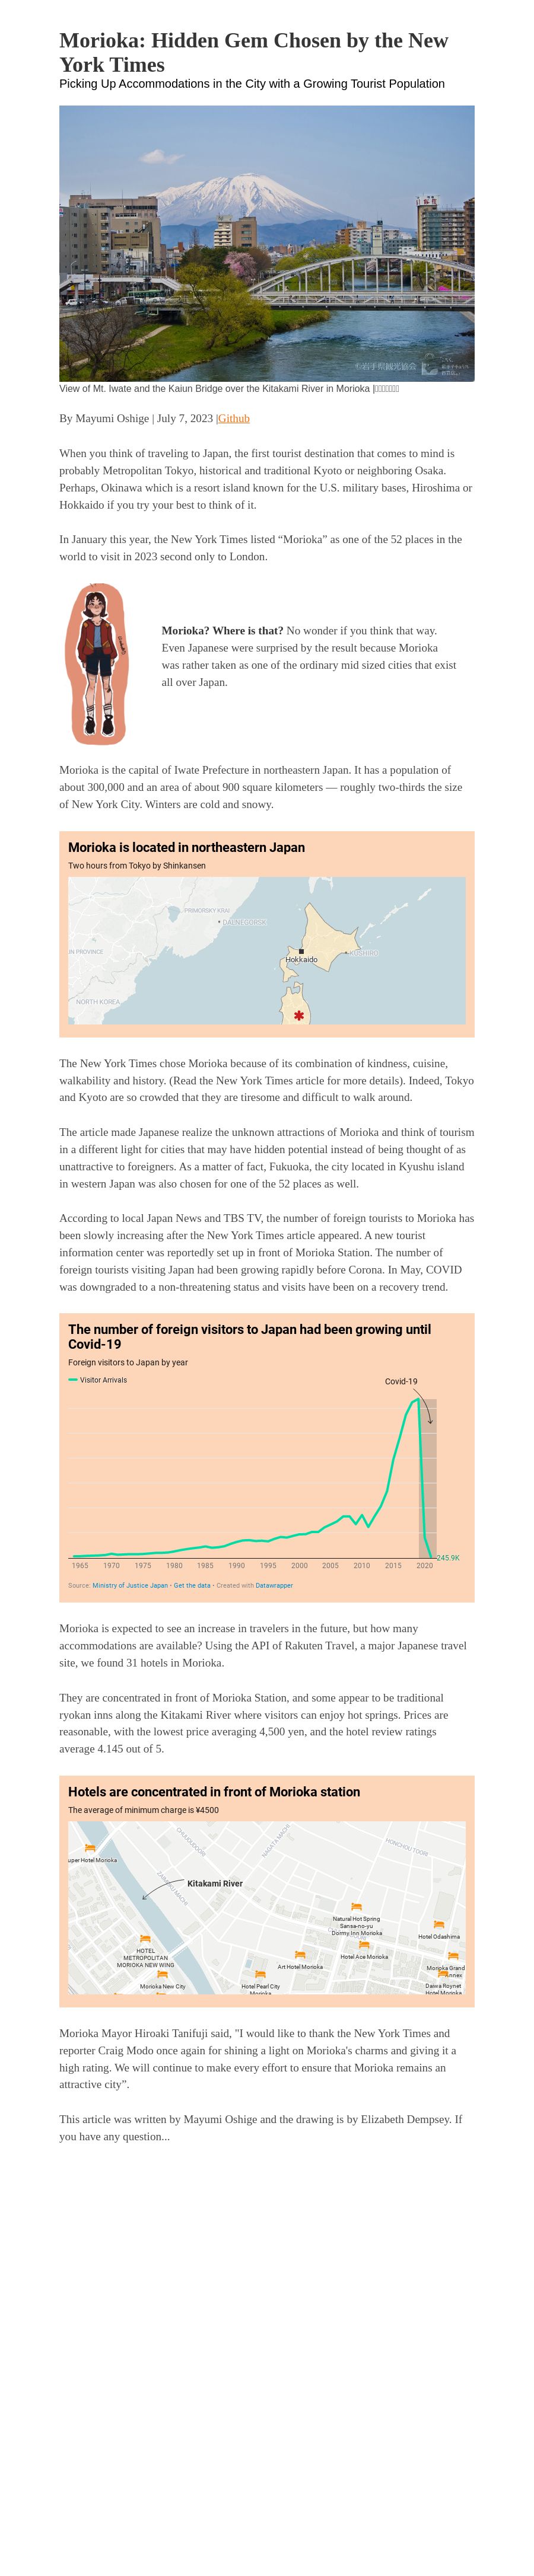 Morioka: Hidden Gem Chosen by the New
York Times
Picking Up Accommodations in the City with a Growing Tourist Population
©岩手県観光協会
View of Mt. Iwate and the Kaiun Bridge over the Kitakami River in Morioka |
By Mayumi Oshige | July 7, 2023 |Github
When you think of traveling to Japan, the first tourist destination that comes to mind is
probably Metropolitan Tokyo, historical and traditional Kyoto or neighboring Osaka.
Perhaps, Okinawa which is a resort island known for the U.S. military bases, Hiroshima or
Hokkaido if you try your best to think of it.
In January this year, the New York Times listed “Morioka” as one of the 52 places in the
world to visit in 2023 second only to London.
Morioka? Where is that? No wonder if you think that way.
Even Japanese were surprised by the result because Morioka
was rather taken as one of the ordinary mid sized cities that exist
all over Japan.
Morioka is the capital of Iwate Prefecture in northeastern Japan. It has a population of
about 300,000 and an area of about 900 square kilometers — roughly two-thirds the size
of New York City. Winters are cold and snowy.
Morioka is located in northeastern Japan
Two hours from Tokyo by Shinkansen
PRIMORSKY KRAI
DALNEGORSK
IN PROVINCE
KUSHIRO
Hokkaido
NORTH KOREA
The New York Times chose Morioka because of its combination of kindness, cuisine,
walkability and history. (Read the New York Times article for more details). Indeed, Tokyo
and Kyoto are so crowded that they are tiresome and difficult to walk around.
The article made Japanese realize the unknown attractions of Morioka and think of tourism
in a different light for cities that may have hidden potential instead of being thought of as
unattractive to foreigners. As a matter of fact, Fukuoka, the city located in Kyushu island
in western Japan was also chosen for one of the 52 places as well.
According to local Japan News and TBS TV, the number of foreign tourists to Morioka has
been slowly increasing after the New York Times article appeared. A new tourist
information center was reportedly set up in front of Morioka Station. The number of
foreign tourists visiting Japan had been growing rapidly before Corona. In May, COVID
was downgraded to a non-threatening status and visits have been on a recovery trend.
The number of foreign visitors to Japan had been growing until
Covid-19
Foreign visitors to Japan by year
Visitor Arrivals
Covid-19
245.9K
1965 1970 1975 1980 1985 1990 1995 2000 2005 2010 2015 2020
Source: Ministry of Justice Japan • Get the data • Created with Datawrapper
Morioka is expected to see an increase in travelers in the future, but how many
accommodations are available? Using the API of Rakuten Travel, a major Japanese travel
site, we found 31 hotels in Morioka.
They are concentrated in front of Morioka Station, and some appear to be traditional
ryokan inns along the Kitakami River where visitors can enjoy hot springs. Prices are
reasonable, with the lowest price averaging 4,500 yen, and the hotel review ratings
average 4.145 out of 5.
Hotels are concentrated in front of Morioka station
The average of minimum charge is ¥4500
CHUODORI
NAGATA MACHI
HONCHOU TOORI
uper Hotel Morioka
ZAIMOKU MACHI
Kitakami River
Natural Hot Spring
Sansa-no-yu
Dormy Inn Morioka
Hotel Odashima
HOTEL
METROPOLITAN
MORIOKA NEW WING
Hotel Ace Morioka
Art Hotel Morioka
Morioka Grand
Annex
Morioka New City
Hotel Pearl City
Morioka
Daiwa Roynet
Hotel Morioka
Morioka Mayor Hiroaki Tanifuji said, "I would like to thank the New York Times and
reporter Craig Modo once again for shining a light on Morioka's charms and giving it a
high rating. We will continue to make every effort to ensure that Morioka remains an
attractive city”.
This article was written by Mayumi Oshige and the drawing is by Elizabeth Dempsey. If
you have any question...